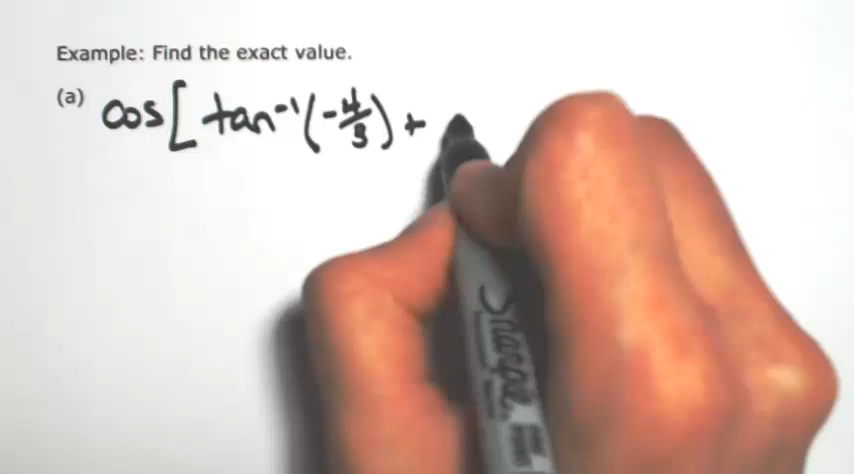 Example: Find the exact value.
(a) cos[tan⁻¹(-4/3) +
Sharpie